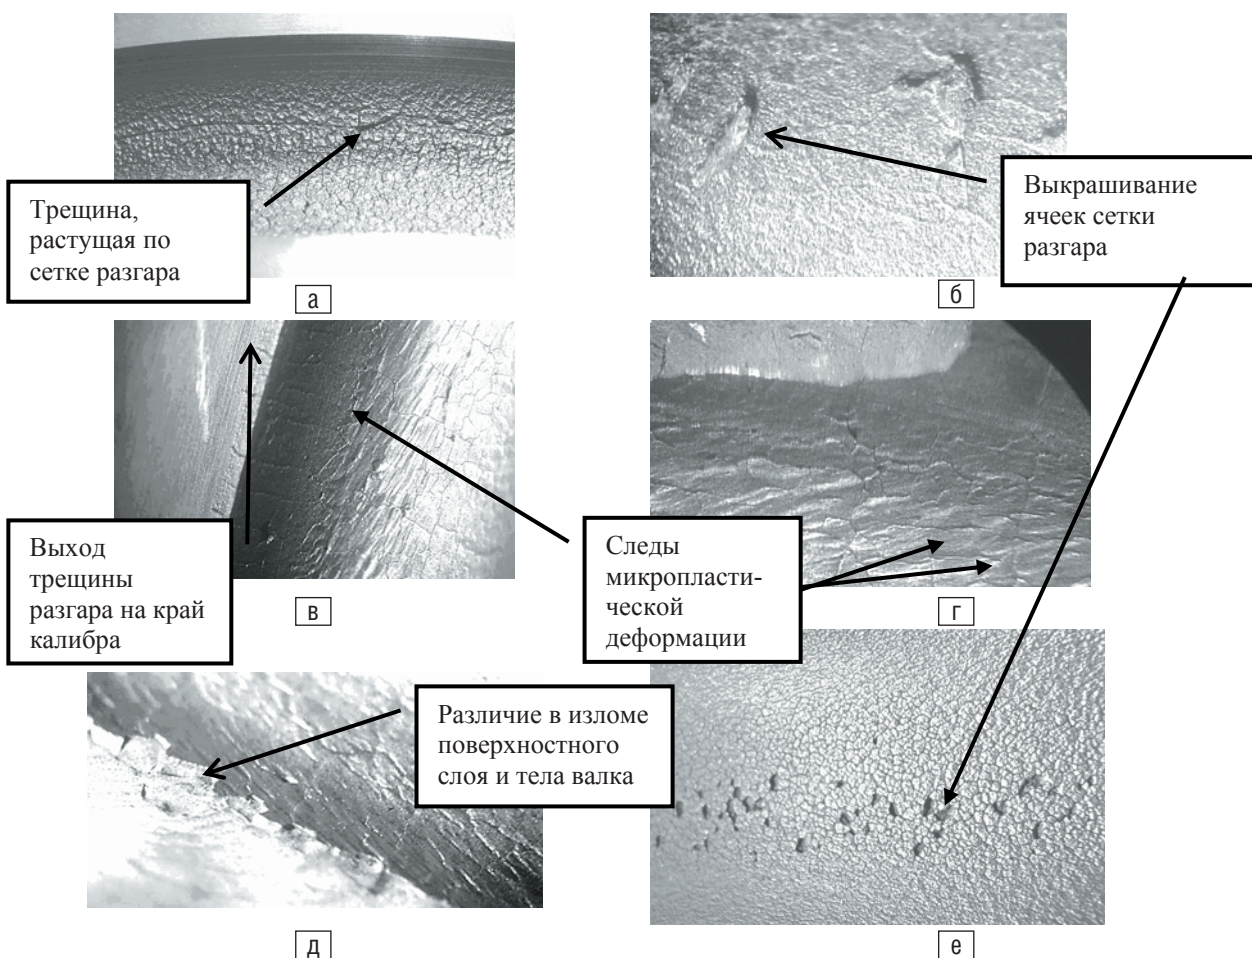 Трещина,
растущая по
сетке разгара
Выкрашивание
ячеек сетки
разгара
а
б
Выход
трещины
разгара на край
калибра
Следы
микропласти-
ческой
деформации
в
г
Различие в изломе
поверхностного
слоя и тела валка
д
е